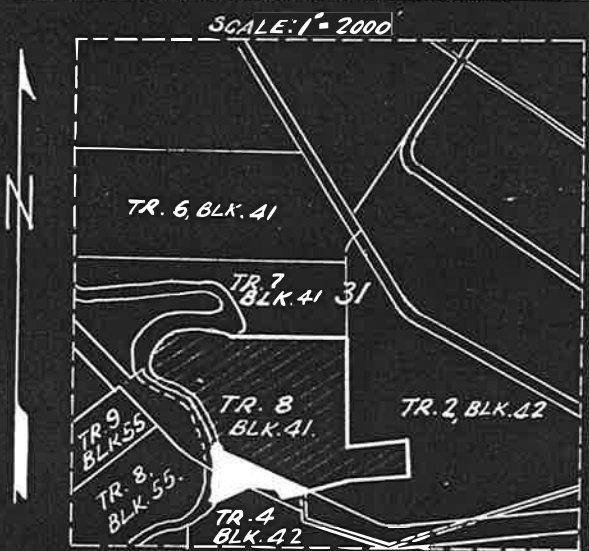 SCALE: 1" = 2000'
N
TR. 6, BLK. 41
TR. 7
BLK. 41
31
TR. 8
BLK. 41.
TR. 2, BLK. 42
TR. 9
BLK 55
TR. 8.
BLK. 55.
TR. 4
BLK. 42